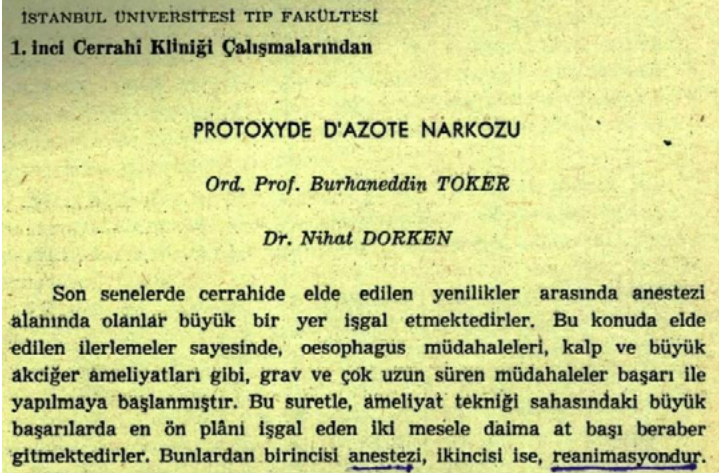 İSTANBUL ÜNİVERSİTESİ TIP FAKÜLTESİ
1. inci Cerrahî Kliniği Çalışmalarından
PROTOXYDE D'AZOTE NARKOZU
Ord. Prof. Burhaneddin TOKER
Dr. Nihat DORKEN
Son senelerde cerrahide elde edilen yenilikler arasında anestezi
alanında olanlar büyük bir yer işgal etmektedirler. Bu konuda elde
edilen ilerlemeler sayesinde, oesophagus müdahaleleri, kalp ve büyük
akciğer ameliyatları gibi, grav ve çok uzun süren müdahaleler başarı ile
yapılmaya başlanmıştır. Bu suretle, ameliyat tekniği sahasındaki büyük
başarılarda en ön plâni işgal eden iki mesele daima at başı beraber
gitmektedirler. Bunlardan birincisi anestezi, ikincisi ise, reanimasyondur.